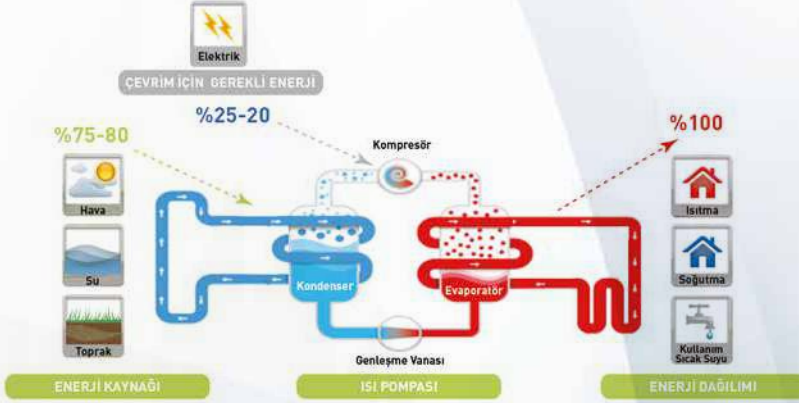 Elektrik
ÇEVRİM İÇİN GEREKLİ ENERJİ
%25-20
%75-80
%100
Kompresör
Hava
Su
Toprak
Kondenser
Evaporatör
Genleşme Vanası
Isıtma
Soğutma
Kullanım
Sıcak Suyu
ENERJİ KAYNAĞI
ISI POMPASI
ENERJİ DAĞILIMI